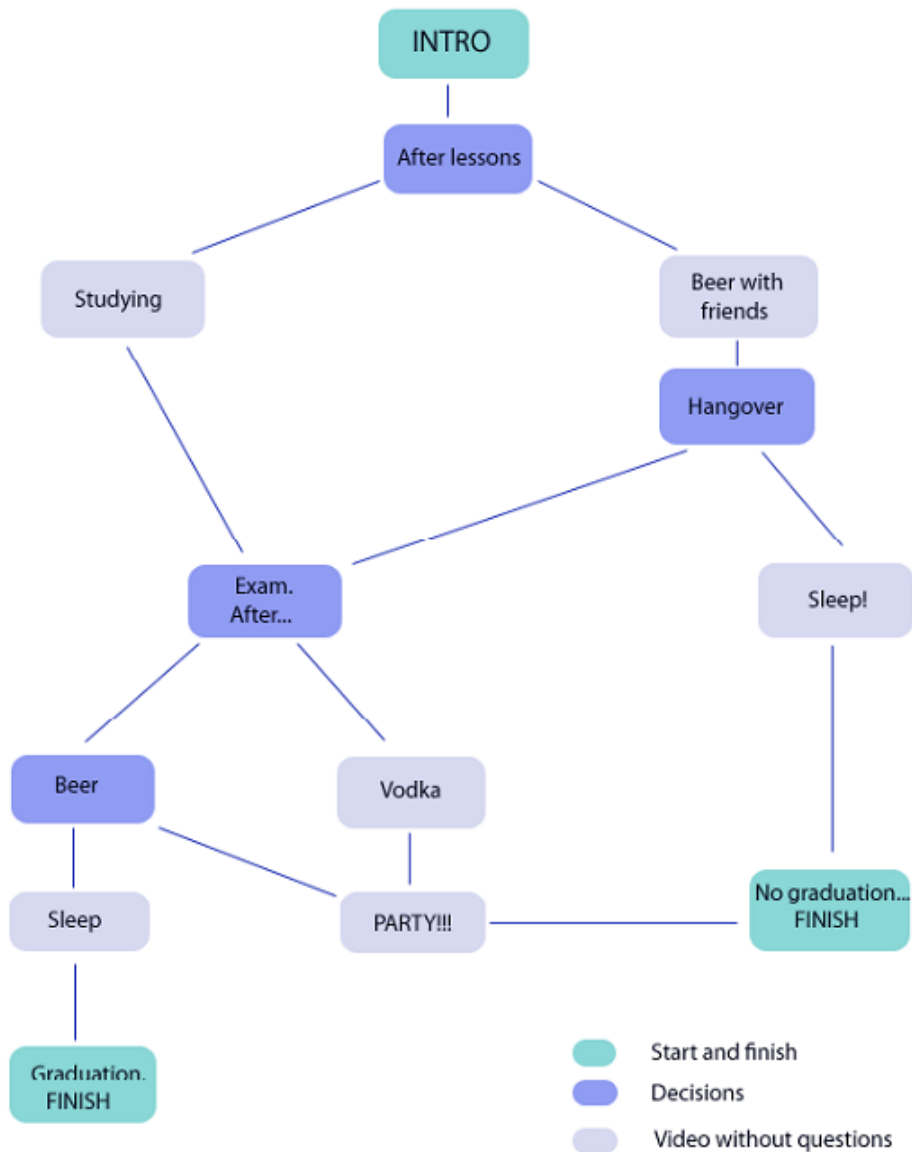 INTRO
After lessons
Studying
Beer with
friends
Hangover
Exam.
After...
Sleep!
Beer
Vodka
Sleep
PARTY!!!
No graduation...
FINISH
Graduation.
FINISH
Start and finish
Decisions
Video without questions